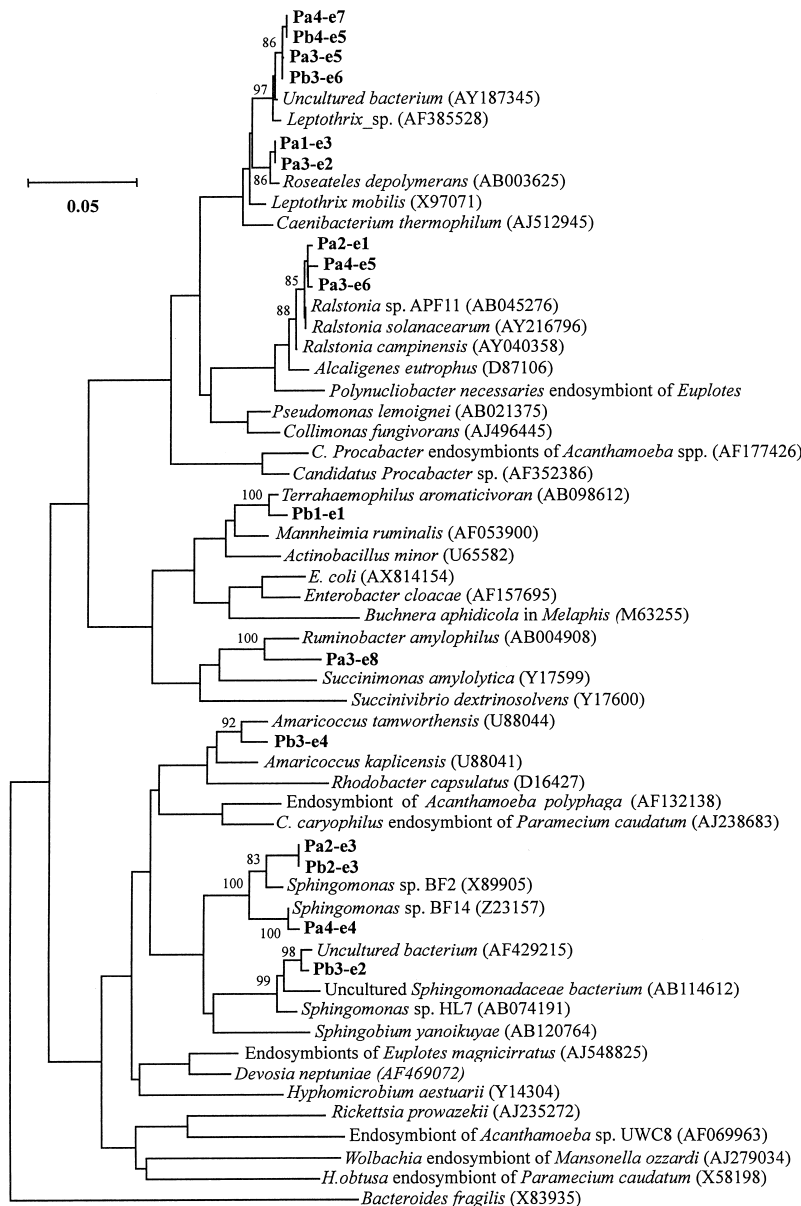 Pa4-e7
86
Pb4-e5
Pa3-e5
Pb3-e6
97
Uncultured bacterium (AY187345)
Leptothrix_sp. (AF385528)
Pa1-e3
Pa3-e2
86
Roseateles depolymerans (AB003625)
0.05
Leptothrix mobilis (X97071)
Caenibacterium thermophilum (AJ512945)
Pa2-e1
Pa4-e5
85
Pa3-e6
Ralstonia sp. APF11 (AB045276)
88
Ralstonia solanacearum (AY216796)
Ralstonia campinensis (AY040358)
Alcaligenes eutrophus (D87106)
Polynucliobacter necessaries endosymbiont of Euplotes
Pseudomonas lemoignei (AB021375)
Collimonas fungivorans (AJ496445)
C. Procabacter endosymbionts of Acanthamoeba spp. (AF177426)
Candidatus Procabacter sp. (AF352386)
100
Terrahaemophilus aromaticivoran (AB098612)
Pb1-e1
Mannheimia ruminalis (AF053900)
Actinobacillus minor (U65582)
E. coli (AX814154)
Enterobacter cloacae (AF157695)
Buchnera aphidicola in Melaphis (M63255)
100
Ruminobacter amylophilus (AB004908)
Pa3-e8
Succinimonas amylolytica (Y17599)
Succinivibrio dextrinosolvens (Y17600)
92
Amaricoccus tamworthensis (U88044)
Pb3-e4
Amaricoccus kaplicensis (U88041)
Rhodobacter capsulatus (D16427)
Endosymbiont of Acanthamoeba polyphaga (AF132138)
C. caryophilus endosymbiont of Paramecium caudatum (AJ238683)
Pa2-e3
83
Pb2-e3
100
Sphingomonas sp. BF2 (X89905)
Sphingomonas sp. BF14 (Z23157)
Pa4-e4
100
98
Uncultured bacterium (AF429215)
Pb3-e2
99
Uncultured Sphingomonadaceae bacterium (AB114612)
Sphingomonas sp. HL7 (AB074191)
Sphingobium yanoikuyae (AB120764)
Endosymbionts of Euplotes magnicirratus (AJ548825)
Devosia neptuniae (AF469072)
Hyphomicrobium aestuarii (Y14304)
Rickettsia prowazekii (AJ235272)
Endosymbiont of Acanthamoeba sp. UWC8 (AF069963)
Wolbachia endosymbiont of Mansonella ozzardi (AJ279034)
H.obtusa endosymbiont of Paramecium caudatum (X58198)
Bacteroides fragilis (X83935)